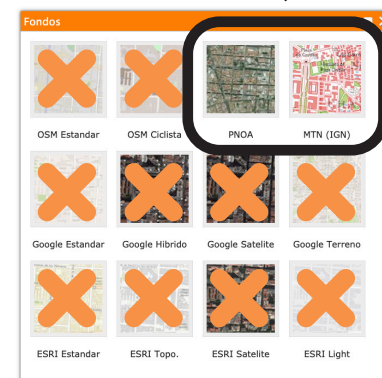 Fondos
OSM Estandar OSM Ciclista PNOA MTN (IGN)
Google Estandar Google Hibrido Google Satelite Google Terreno
ESRI Estandar ESRI Topo. ESRI Satelite ESRI Light